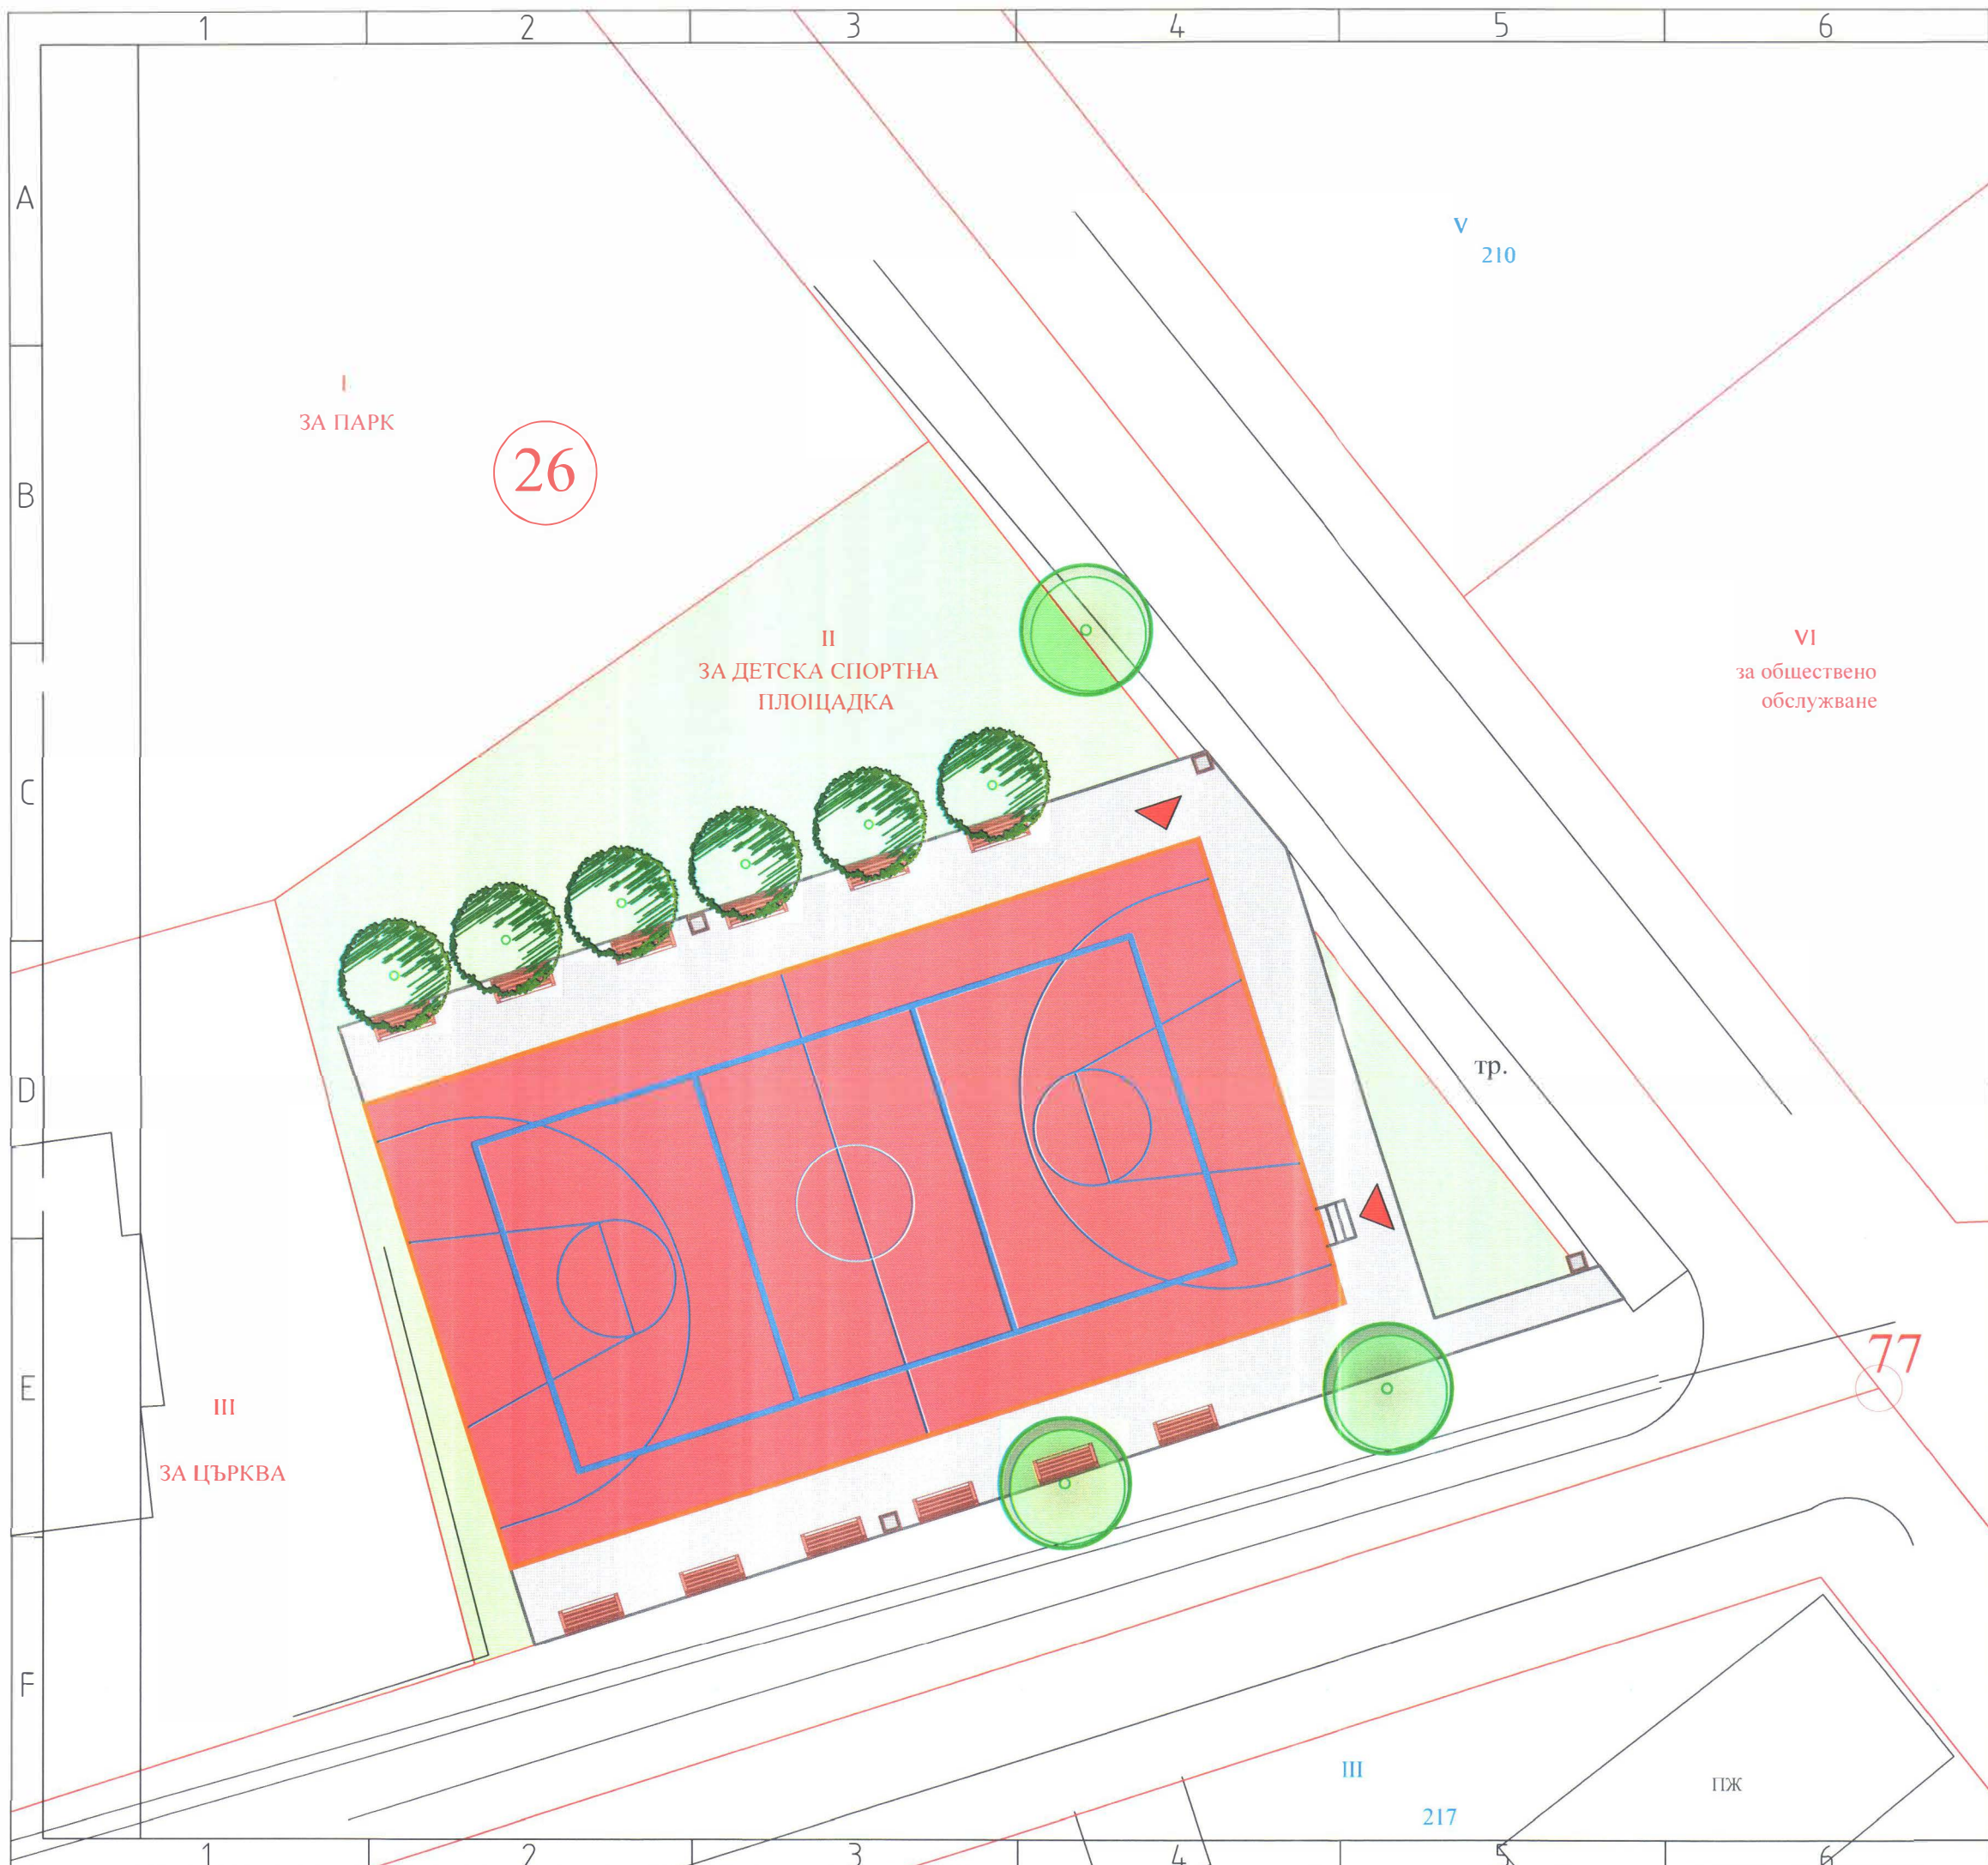 1 2 3 4 5 6
A
V
210
I
ЗА ПАРК
26
B
II
ЗА ДЕТСКА СПОРТНА
ПЛОЩАДКА
VI
за обществено
обслужване
C
тр.
D
77
E
III
ЗА ЦЪРКВА
F
III
217
ПЖ
1 2 3 4 5 6